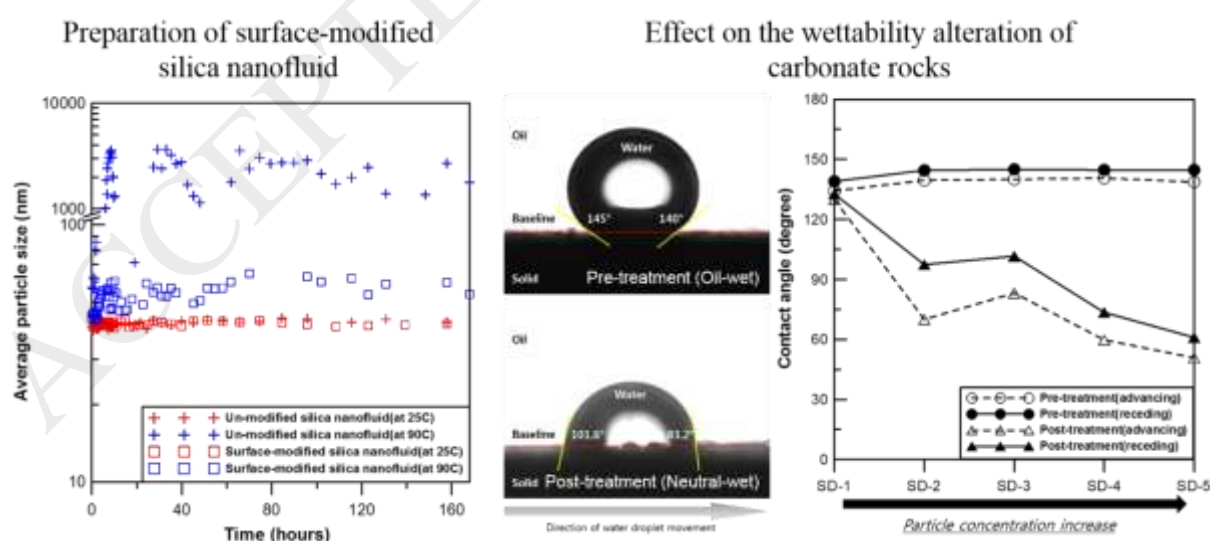 Preparation of surface-modified
silica nanofluid
Effect on the wettability alteration of
carbonate rocks
ACCEPTE
Average particle size (nm)
10000
1000
100
10
0
40
80
120
160
Time (hours)
Un-modified silica nanofluid(at 25C)
Un-modified silica nanofluid(at 90C)
Surface-modified silica nanofluid(at 25C)
Surface-modified silica nanofluid(at 90C)
Oil
Water
Baseline
145°
140°
Solid
Pre-treatment (Oil-wet)
Oil
Water
Baseline
101.6°
83.2°
Solid
Post-treatment (Neutral-wet)
Direction of water droplet movement
Contact angle (degree)
180
150
120
90
60
30
0
Pre-treatment(advancing)
Pre-treatment(receding)
Post-treatment(advancing)
Post-treatment(receding)
SD-1
SD-2
SD-3
SD-4
SD-5
Particle concentration increase